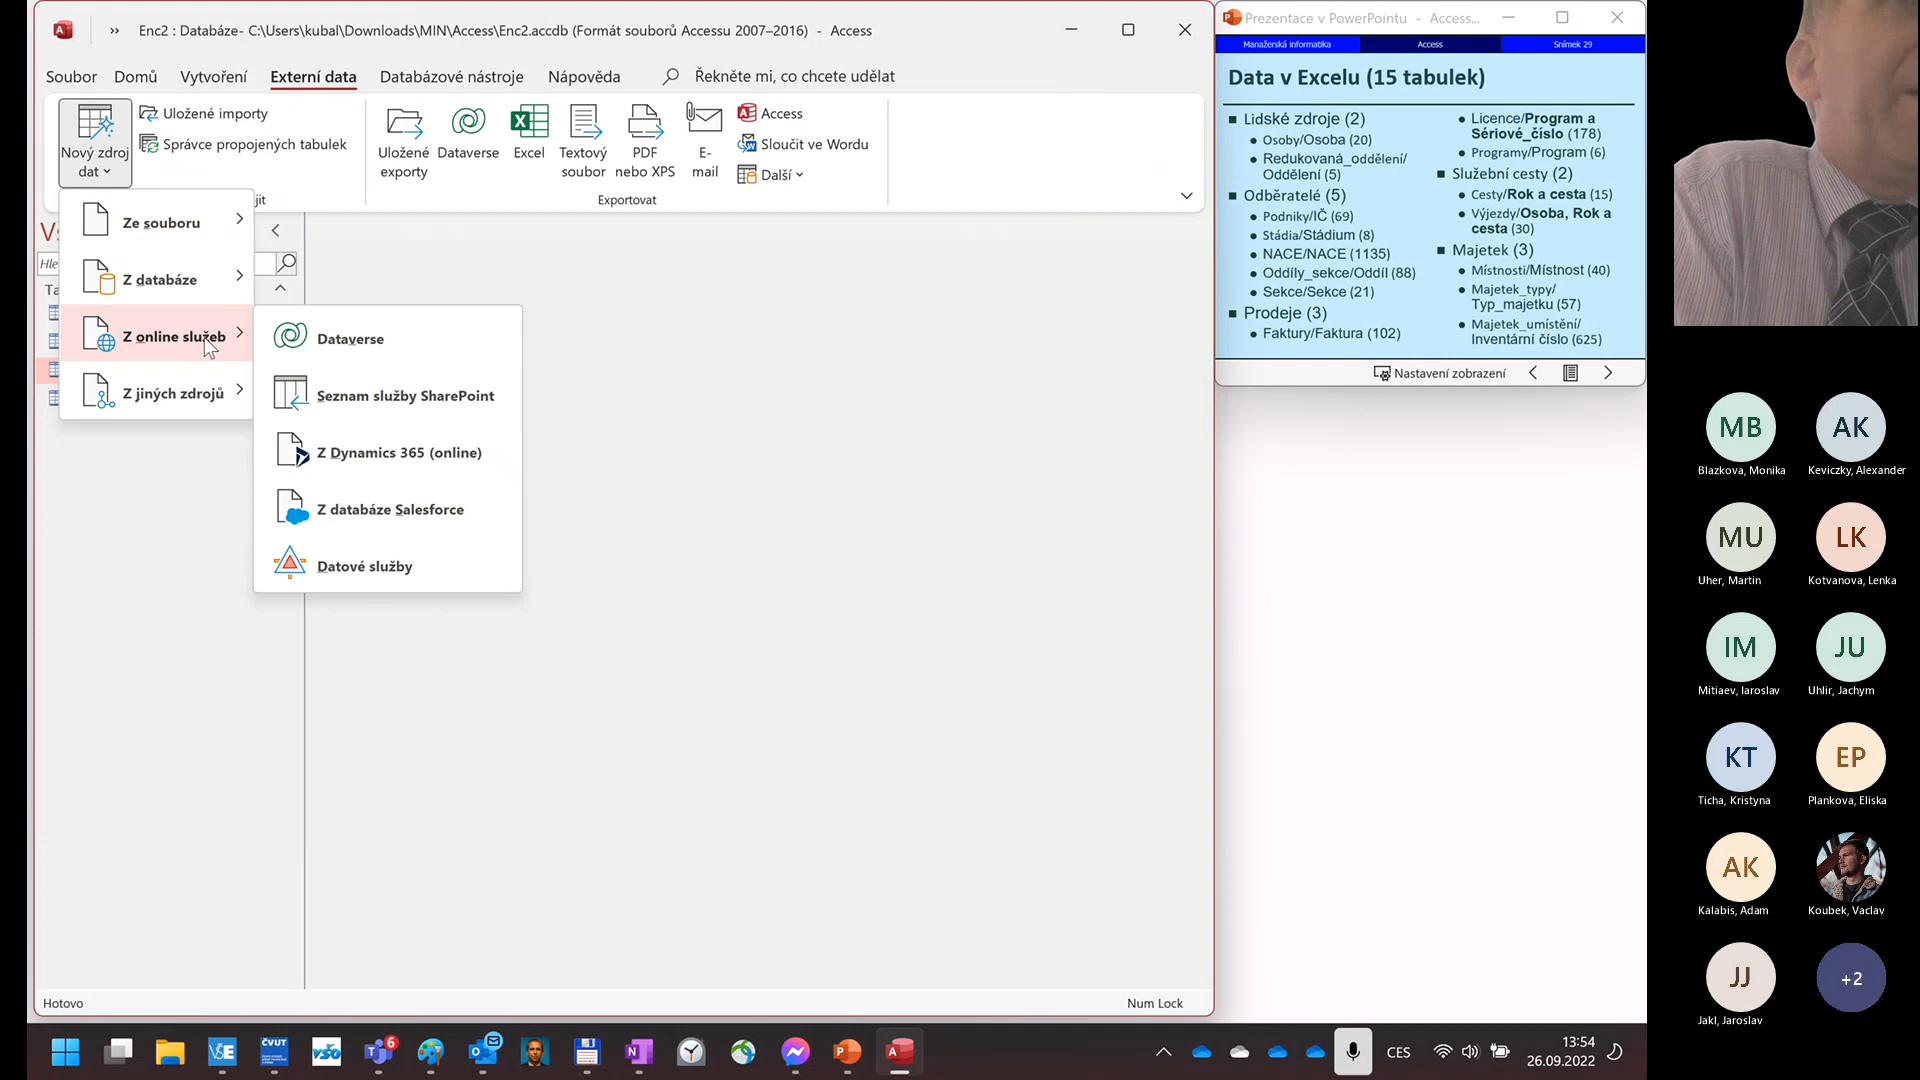 Enc2 : Databáze- C:\Users\kubal\Downloads\MIN\Access\Enc2.accdb (Formát souborů Accessu 2007–2016) - Access
Soubor Domů Vytvoření Externí data Databázové nástroje Nápověda Řekněte mi, co chcete udělat
Nový zdroj
dat
Uložené importy
Správce propojených tabulek
Uložené
exporty
Dataverse
Excel
Textový
soubor
PDF
nebo XPS
E-
mail
Access
Sloučit ve Wordu
Další
jit
Exportovat
Hle
Ze souboru
Z databáze
Z online služeb
Z jiných zdrojů
Dataverse
Seznam služby SharePoint
Z Dynamics 365 (online)
Z databáze Salesforce
Datové služby
Hotovo
Num Lock
Prezentace v PowerPointu - Access...
Manažerská informatika Access Snímek 29
Data v Excelu (15 tabulek)
Lidské zdroje (2)
Osoby/Osoba (20)
Redukovaná_oddělení/
Oddělení (5)
Odběratelé (5)
Podniky/IČ (69)
Stádia/Stádium (8)
NACE/NACE (1135)
Oddíly_sekce/Oddíl (88)
Sekce/Sekce (21)
Prodeje (3)
Faktury/Faktura (102)
Licence/Program a
Sériové_číslo (178)
Programy/Program (6)
Služební cesty (2)
Cesty/Rok a cesta (15)
Výjezdy/Osoba, Rok a
cesta (30)
Majetek (3)
Místnosti/Místnost (40)
Majetek_typy/
Typ_majetku (57)
Majetek_umístění/
Inventární číslo (625)
Nastavení zobrazení
MB
Blazkova, Monika
AK
Keviczky, Alexander
MU
Uher, Martin
LK
Kotvanova, Lenka
IM
Mitiaev, Iaroslav
JU
Uhlir, Jachym
KT
Ticha, Kristyna
EP
Plankova, Eliska
AK
Kalabis, Adam
Koubek, Vaclav
JJ
Jakl, Jaroslav
+2
ČVUT
6
CES
13:54
26.09.2022